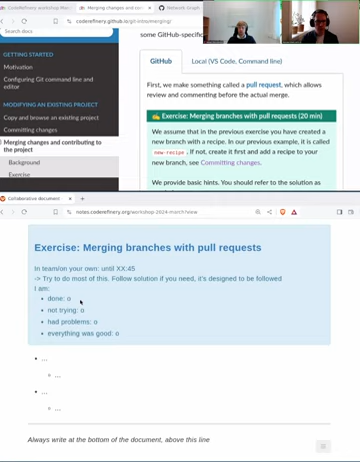 CodeRefinery workshop Mar
Merging changes and cont
Network Graph
coderefinery.github.io/git-intro/merging/
Search docs
GETTING STARTED
Motivation
Configuring Git command line and
editor
MODIFYING AN EXISTING PROJECT
Copy and browse an existing project
Committing changes
Merging changes and contributing to
the project
Background
Exercise
some GitHub-specific
GitHub
Local (VS Code, Command line)
First, we make something called a pull request, which allows
review and commenting before the actual merge.
Exercise: Merging branches with pull requests (20 min)
We assume that in the previous exercise you have created a
new branch with a recipe. In our previous example, it is called
new-recipe. If not, create it first and add a recipe to your
new branch, see Committing changes.
We provide basic hints. You should refer to the solution as
Collaborative document
notes.coderefinery.org/workshop-2024-march?view
Exercise: Merging branches with pull requests
In team/on your own: until XX:45
-> Try to do most of this. Follow solution if you need, it's designed to be followed
I am:
• done: o
• not trying: o
• had problems: o
• everything was good: o
• ...
◦ ...
• ...
◦ ...
Always write at the bottom of the document, above this line